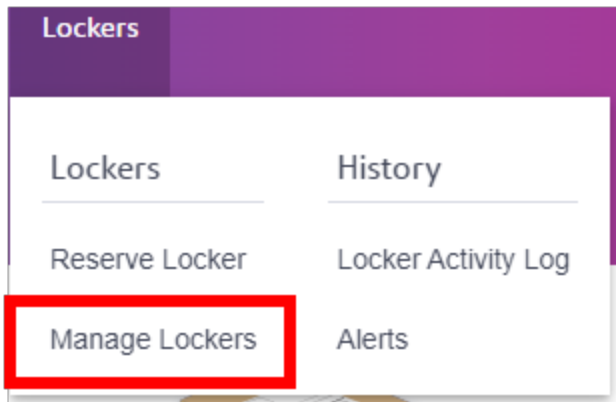 Lockers
Lockers
Reserve Locker
Manage Lockers
History
Locker Activity Log
Alerts